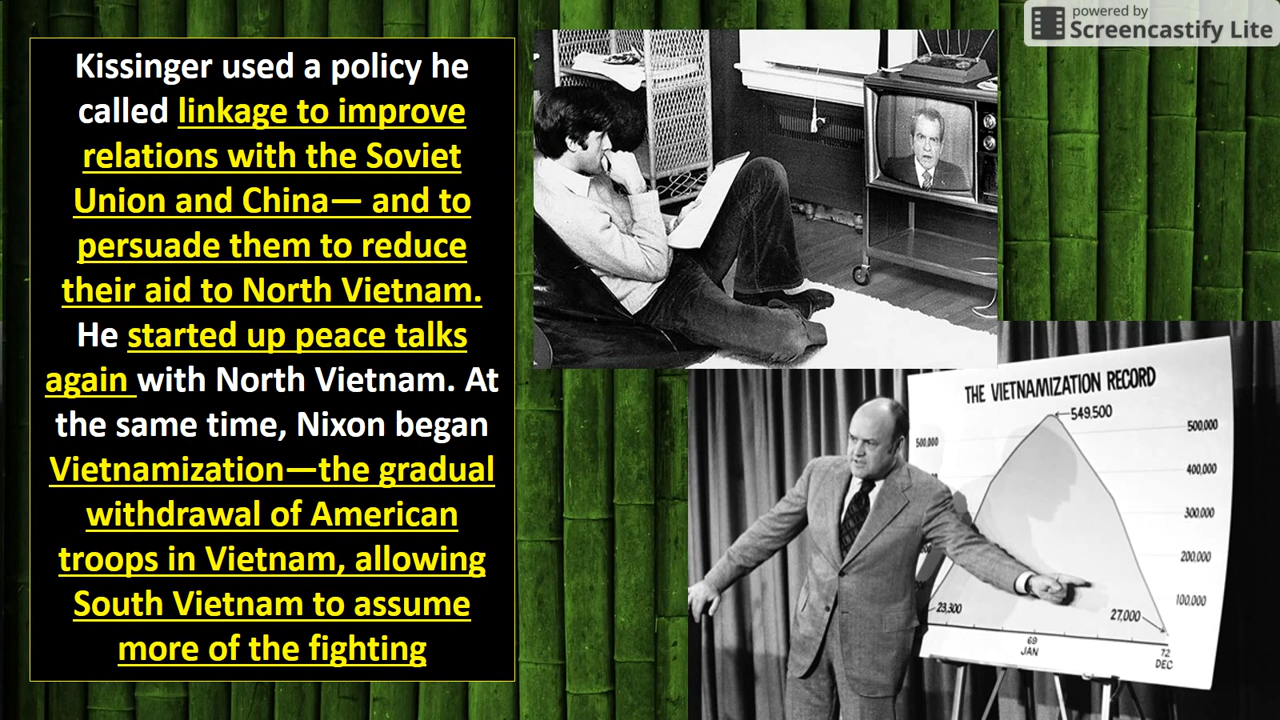 Kissinger used a policy he
called linkage to improve
relations with the Soviet
Union and China— and to
persuade them to reduce
their aid to North Vietnam.
He started up peace talks
again with North Vietnam. At
the same time, Nixon began
Vietnamization—the gradual
withdrawal of American
troops in Vietnam, allowing
South Vietnam to assume
more of the fighting
powered by
Screencastify Lite
THE VIETNAMIZATION RECORD
549,500
500,000
500,000
400,000
300,000
200,000
100,000
23,300
27,000
69
JAN
72
DEC